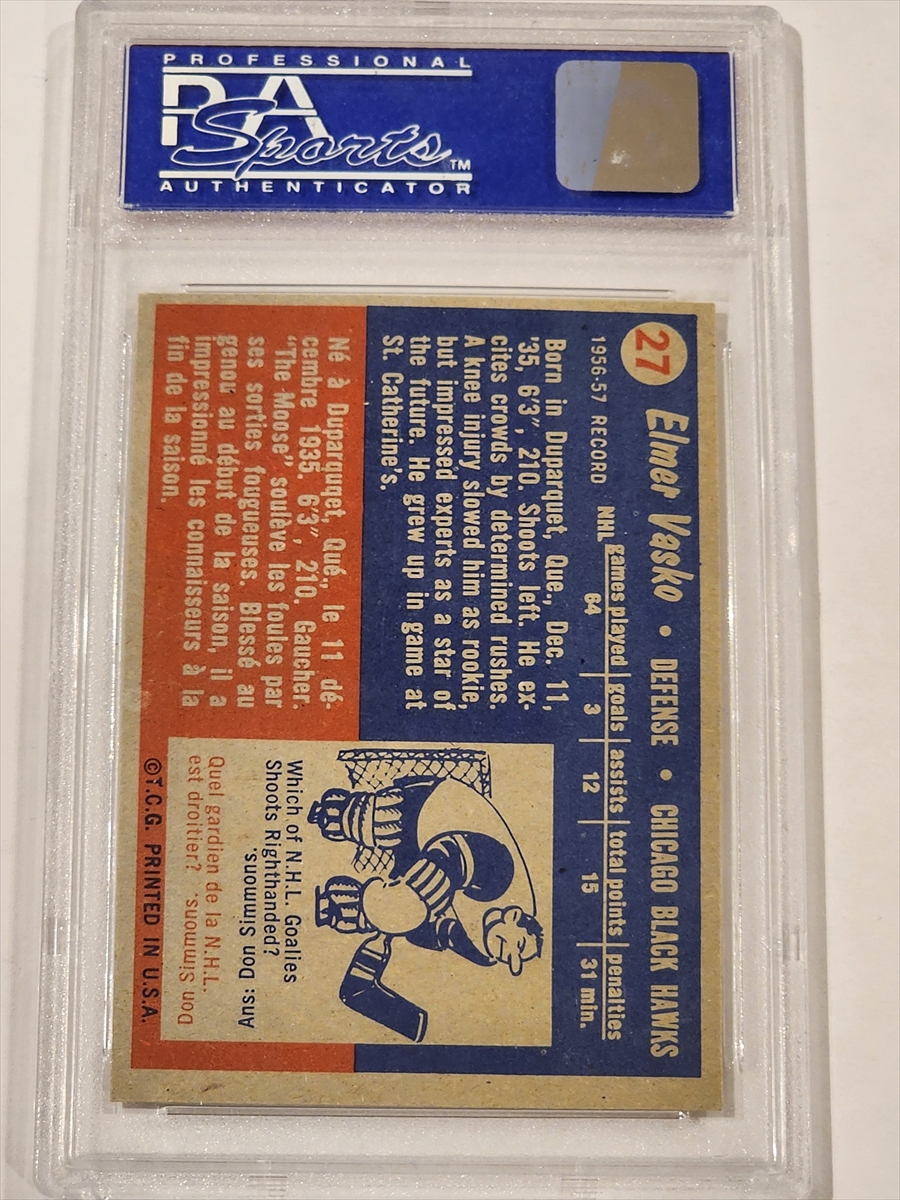 PROFESSIONAL
PSA
Sports™
AUTHENTICATOR
27 Elmer Vasko • DEFENSE • CHICAGO BLACK HAWKS
1956-57 RECORD
games played goals assists total points penalties
NHL 64 3 12 15 31 min.
Born in Duparquet, Que., Dec. 11,
'35, 6'3", 210. Shoots left. He ex-
cites crowds by determined rushes.
A knee injury slowed him as rookie,
but impressed experts as a star of
the future. He grew up in game at
St. Catherine's.
Né à Duparquqet, Qué., le 11 dé-
cembre 1935. 6'3", 210. Gaucher.
"The Moose" soulève les foules par
ses sorties fougueuses. Blessé au
genou au début de la saison, il a
impressionné les connaisseurs à la
fin de la saison.
Which of N.H.L. Goalies
Shoots Righthanded?
Ans: Don Simmons.
Quel gardien de la N.H.L.
est droitier?
Don Simmons.
©T.C.G. PRINTED IN U.S.A.